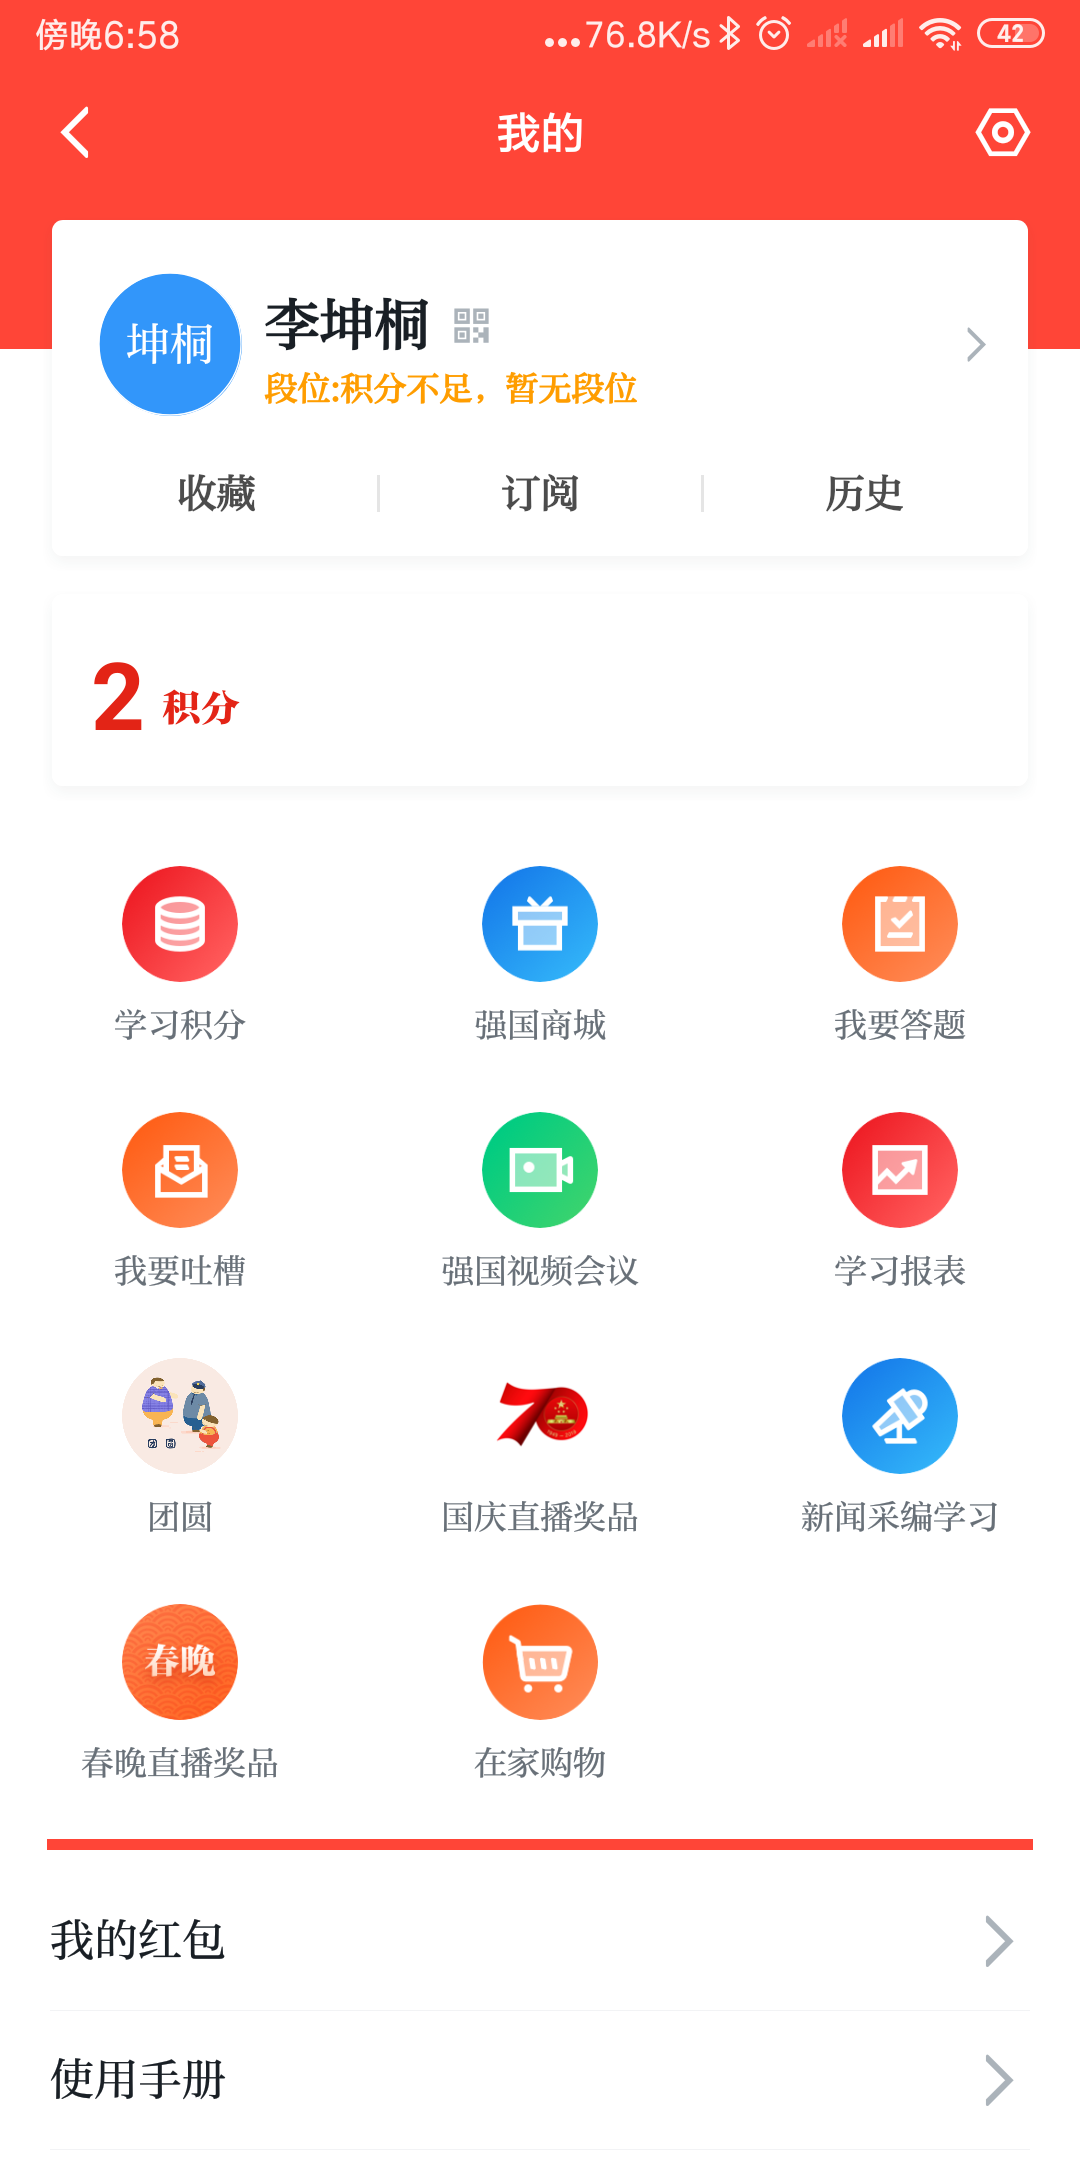 傍晚6:58
...76.8K/s
42
我的
坤桐
李坤桐
段位:积分不足，暂无段位
收藏
订阅
历史
2 积分
学习积分
强国商城
我要答题
我要吐槽
强国视频会议
学习报表
团圆
国庆直播奖品
新闻采编学习
70
春晚
春晚直播奖品
在家购物
我的红包
使用手册